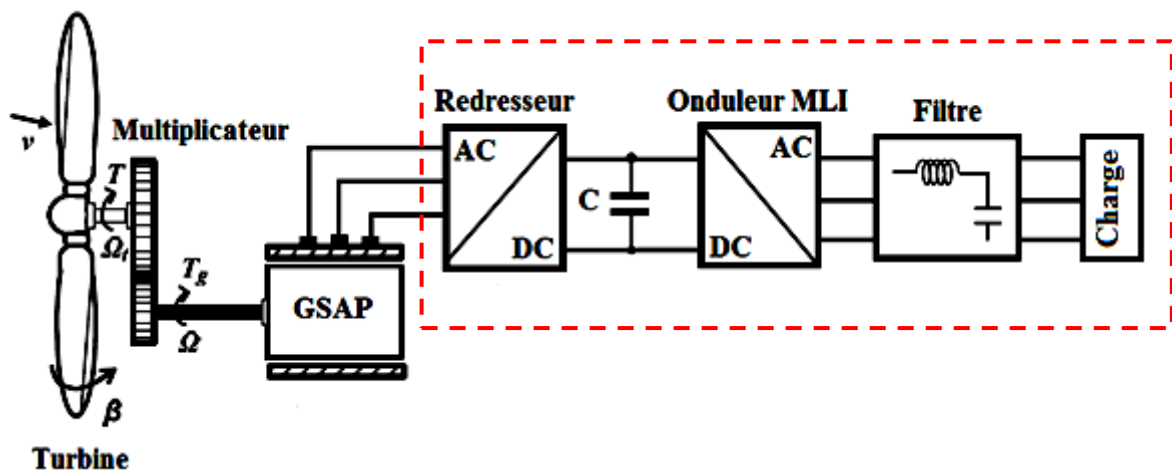 Redresseur
Onduleur MLI
Filtre
Multiplicateur
v
AC
AC
T
C
Charge
Ωt
DC
DC
Tg
GSAP
Ω
β
Turbine